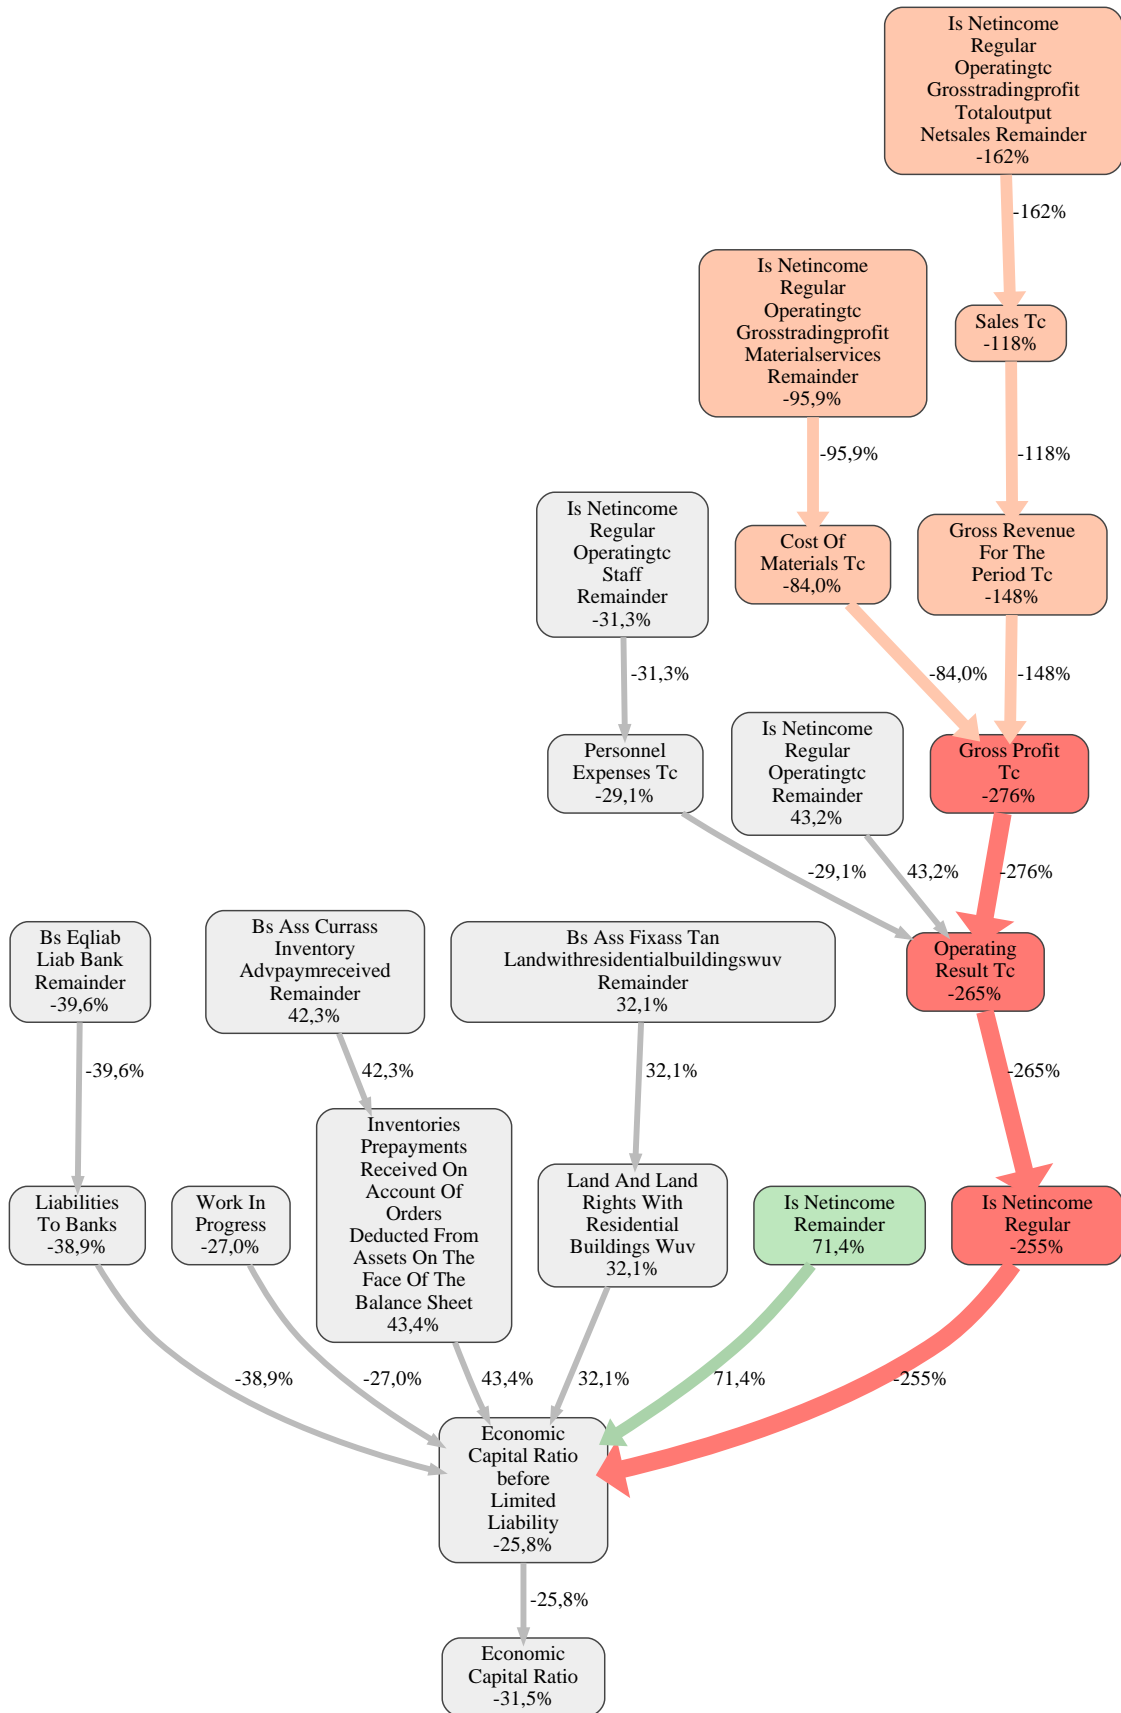 Is Netincome
Regular
Operatingtc
Grosstradingprofit
Totaloutput
Netsales Remainder
-162%
-162%
Is Netincome
Regular
Operatingtc
Grosstradingprofit
Materialservices
Remainder
-95,9%
Sales Tc
-118%
-95,9%
-118%
Is Netincome
Regular
Operatingtc
Staff
Remainder
-31,3%
Cost Of
Materials Tc
-84,0%
Gross Revenue
For The
Period Tc
-148%
-31,3%
-84,0%
-148%
Personnel
Expenses Tc
-29,1%
Is Netincome
Regular
Operatingtc
Remainder
43,2%
Gross Profit
Tc
-276%
-29,1%
43,2%
-276%
Bs Eqliab
Liab Bank
Remainder
-39,6%
Bs Ass Currass
Inventory
Advpaymreceived
Remainder
42,3%
Bs Ass Fixass Tan
Landwithresidentialbuildingswuv
Remainder
32,1%
Operating
Result Tc
-265%
-39,6%
42,3%
32,1%
-265%
Liabilities
To Banks
-38,9%
Work In
Progress
-27,0%
Inventories
Prepayments
Received On
Account Of
Orders
Deducted From
Assets On The
Face Of The
Balance Sheet
43,4%
Land And Land
Rights With
Residential
Buildings Wuv
32,1%
Is Netincome
Remainder
71,4%
Is Netincome
Regular
-255%
-38,9%
-27,0%
43,4%
32,1%
71,4%
-255%
Economic
Capital Ratio
before
Limited
Liability
-25,8%
-25,8%
Economic
Capital Ratio
-31,5%